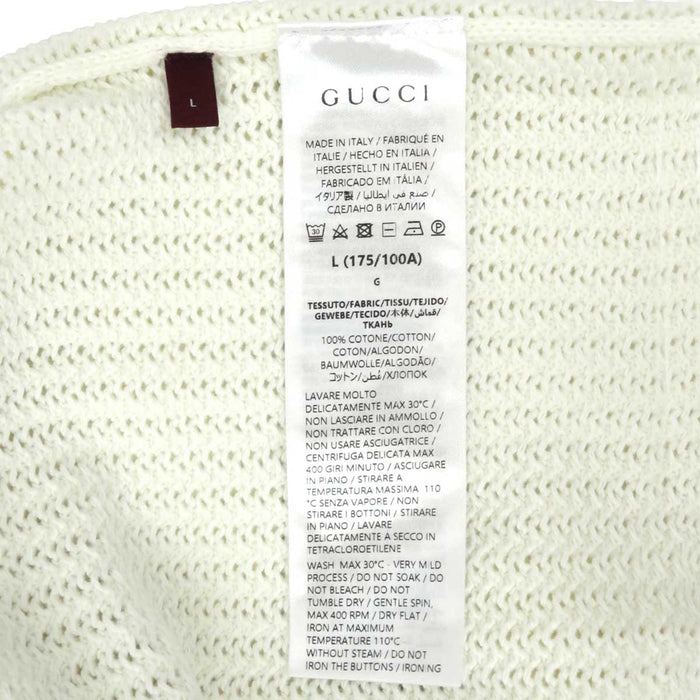 L
GUCCI
MADE IN ITALY / FABRIQUÉ EN
ITALIE / HECHO EN ITALIA /
HERGESTELLT IN ITALIEN /
FABRICADO EM ITÁLIA /
イタリア製 / صنع في ايطاليا /
СДЕЛАНО В ИТАЛИИ
30
P
L (175/100A)
G
TESSUTO/FABRIC/TISSU/TEJIDO/
GEWEBE/TECIDO/本体/قماش/
ТКАНЬ
100% COTONE/COTTON/
COTON/ALGODON/
BAUMWOLLE/ALGODÃO/
コットン/قطن/ХЛОПОК
LAVARE MOLTO
DELICATAMENTE MAX 30°C /
NON LASCIARE IN AMMOLLO /
NON TRATTARE CON CLORO /
NON USARE ASCIUGATRICE /
CENTRIFUGA DELICATA MAX
400 GIRI MINUTO / ASCIUGARE
IN PIANO / STIRARE A
TEMPERATURA MASSIMA 110
°C SENZA VAPORE / NON
STIRARE I BOTTONI / STIRARE
IN PIANO / LAVARE
DELICATAMENTE A SECCO IN
TETRACLOROETILENE
WASH MAX 30°C - VERY MILD
PROCESS / DO NOT SOAK / DO
NOT BLEACH / DO NOT
TUMBLE DRY / GENTLE SPIN,
MAX 400 RPM / DRY FLAT /
IRON AT MAXIMUM
TEMPERATURE 110°C -
WITHOUT STEAM / DO NOT
IRON THE BUTTONS / IRONING